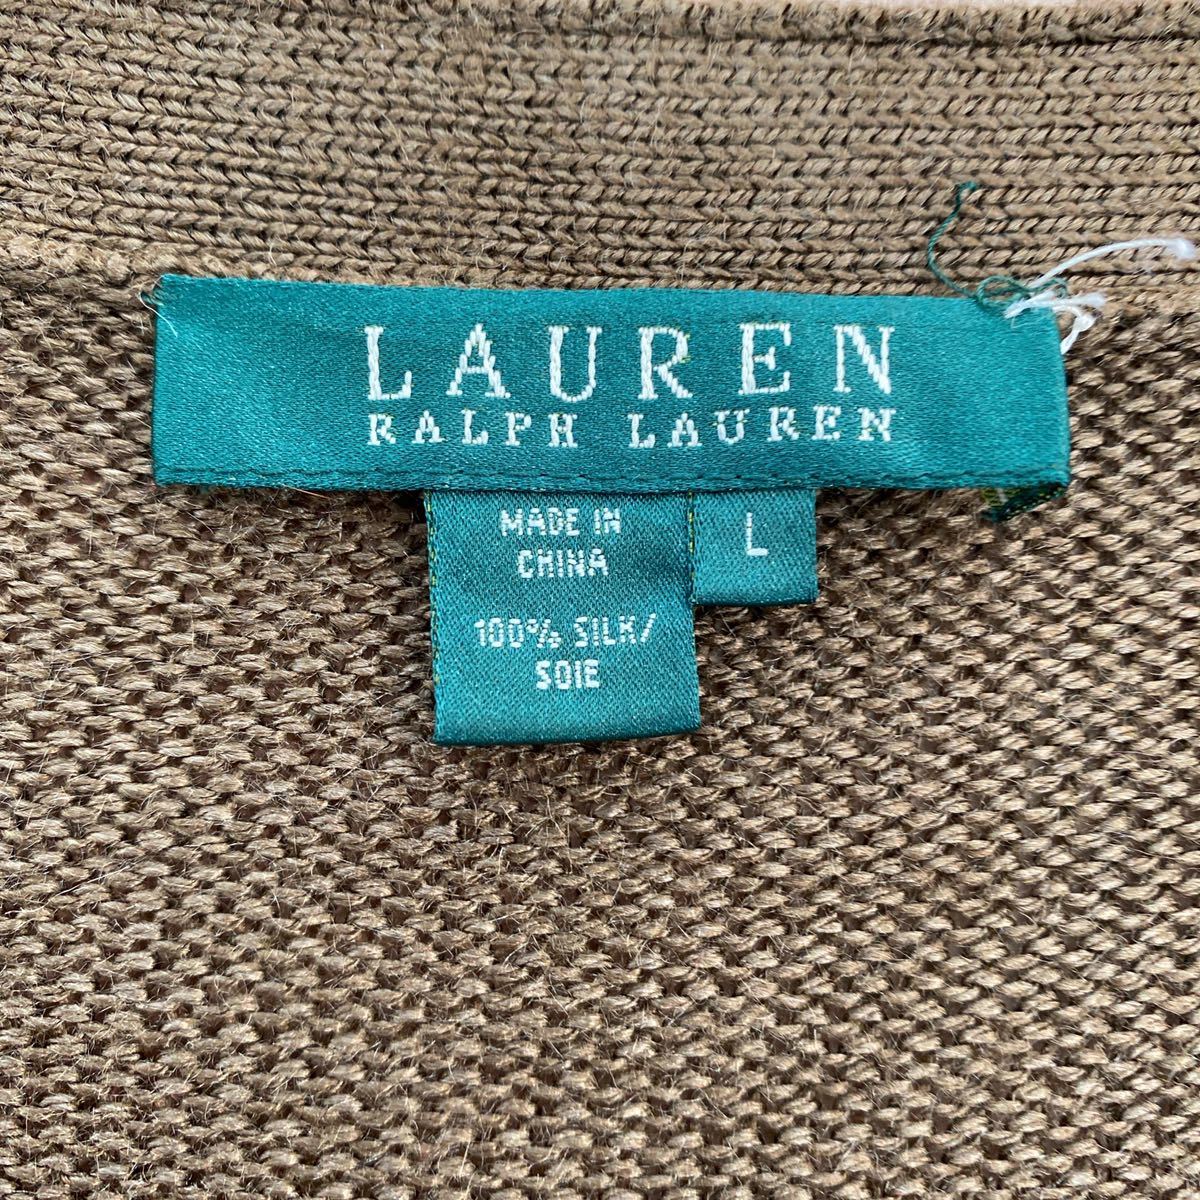 LAUREN
RALPH LAUREN
MADE IN
CHINA
100% SILK/
SOIE
L